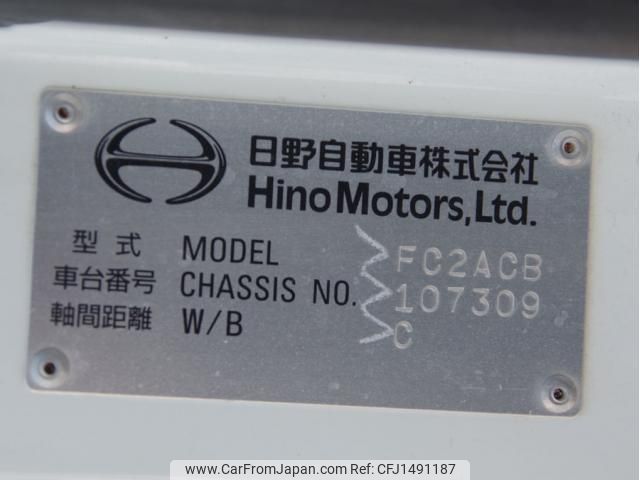 日野自動車株式会社
Hino Motors, Ltd.
型式 MODEL FC2ACB
車台番号 CHASSIS NO. 107309
軸間距離 W/B C
www.CarFromJapan.com - CFJ1491187